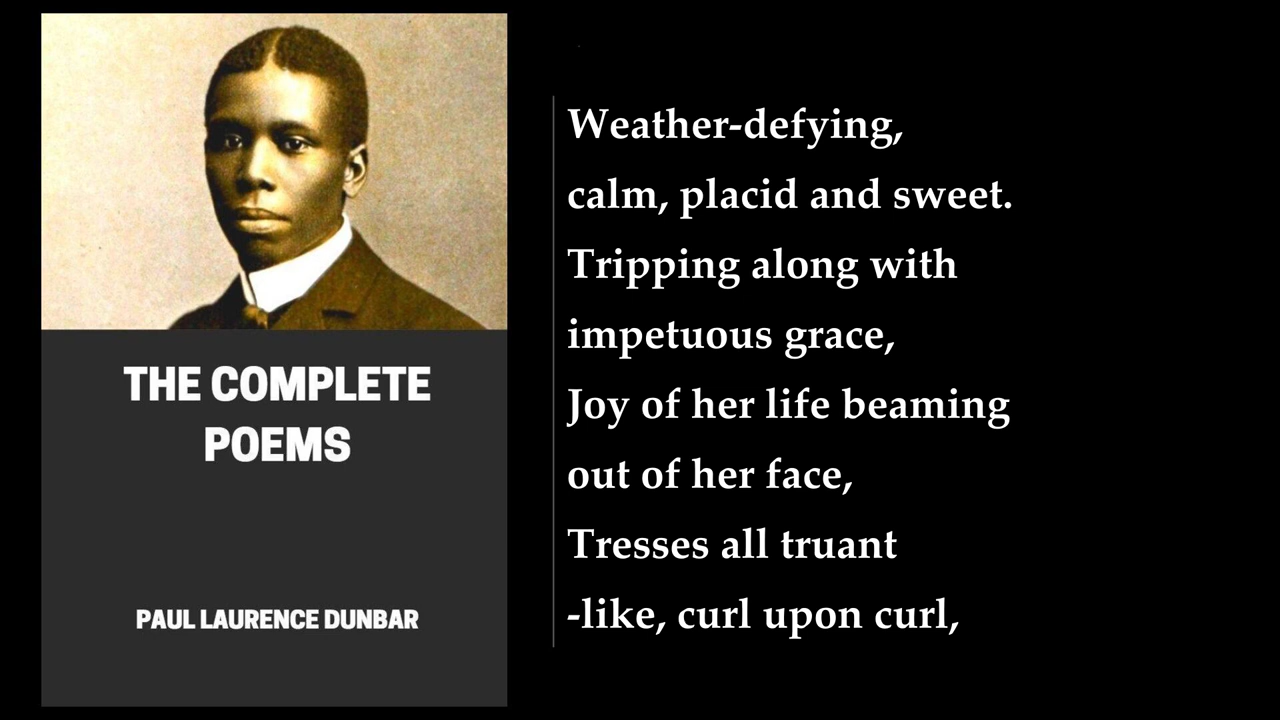 THE COMPLETE
POEMS
PAUL LAURENCE DUNBAR
Weather-defying,
calm, placid and sweet.
Tripping along with
impetuous grace,
Joy of her life beaming
out of her face,
Tresses all truant
-like, curl upon curl,